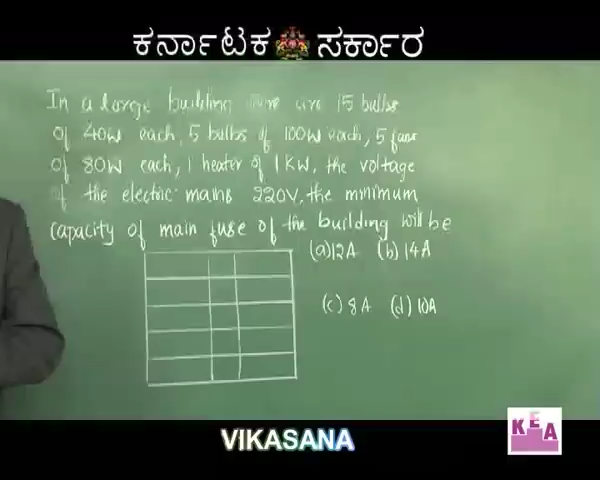 ಕರ್ನಾಟಕ ಸರ್ಕಾರ
In a large building there are 15 bulbs
of 40W each, 5 bulbs of 100W each, 5 fans
of 80W each, 1 heater of 1KW, the voltage
of the electric mains 220V, the minimum
capacity of main fuse of the building will be
(a) 12A (b) 14A
(c) 8A (d) 10A
VIKASANA
KEA